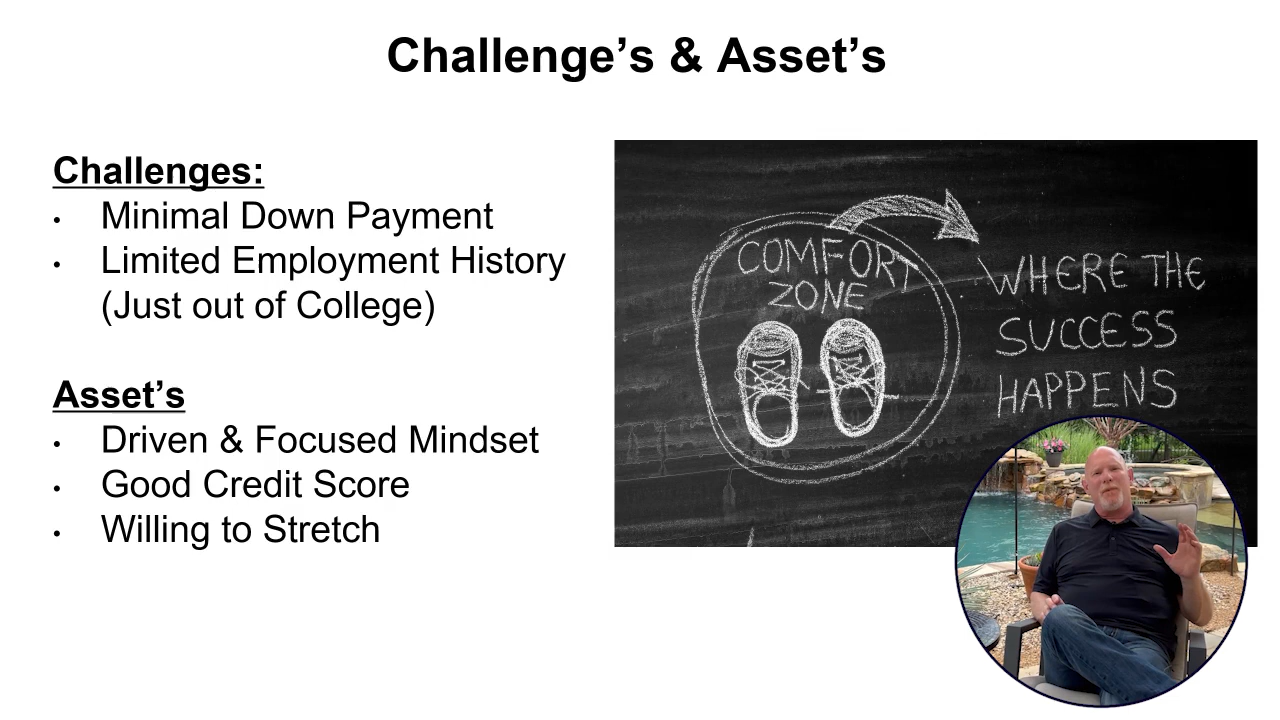 Challenge’s & Asset’s
Challenges:
• Minimal Down Payment
• Limited Employment History
(Just out of College)
Asset’s
• Driven & Focused Mindset
• Good Credit Score
• Willing to Stretch
COMFORT
ZONE
WHERE THE
SUCCESS
HAPPENS